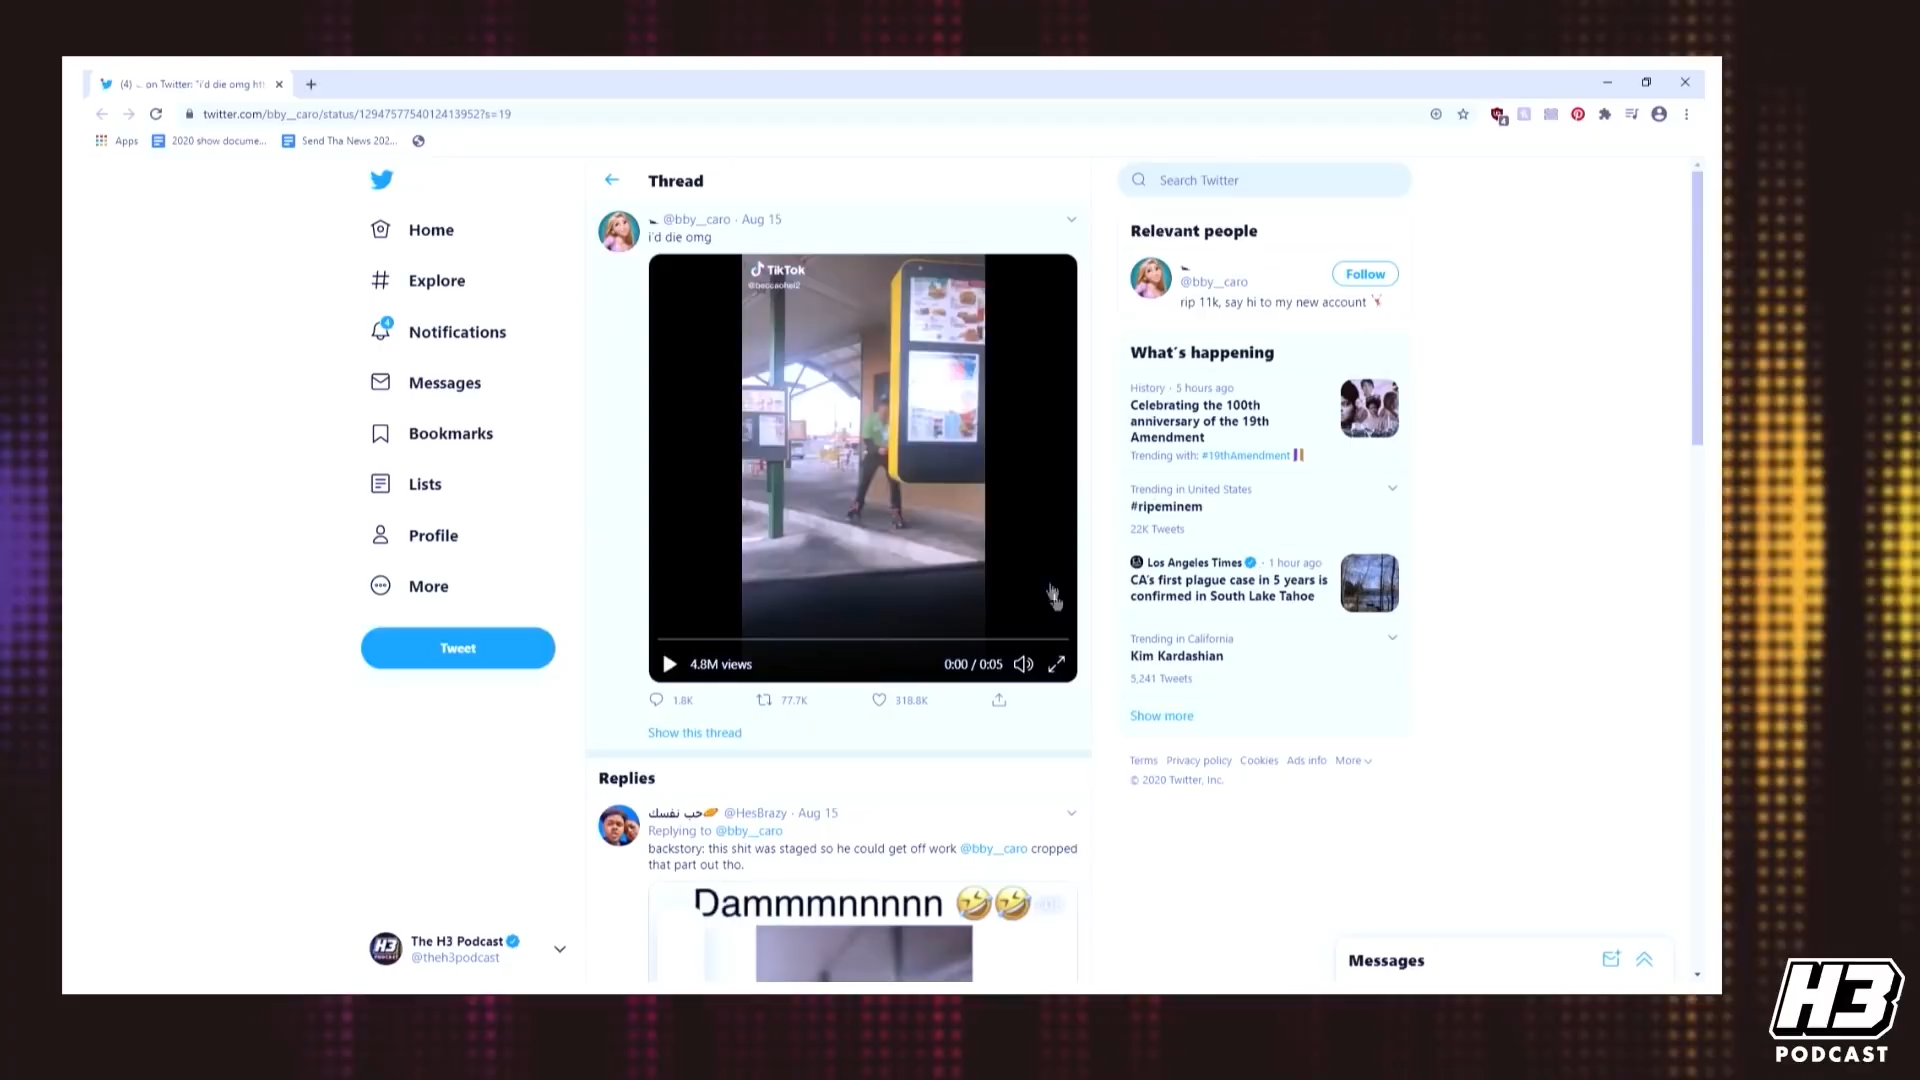 (4) on Twitter: "i'd die omg htt
twitter.com/bby__caro/status/1294757754012413952?s=19
Apps
2020 show docume...
Send Tha News 202...
Home
Explore
4
Notifications
Messages
Bookmarks
Lists
Profile
More
Tweet
The H3 Podcast
@theh3podcast
Thread
@bby__caro · Aug 15
i'd die omg
TikTok
@beccaohel2
4.8M views
0:00 / 0:05
1.8K
77.7K
318.8K
Show this thread
Replies
حب نفسك @HesBrazy · Aug 15
Replying to @bby__caro
backstory: this shit was staged so he could get off work @bby__caro cropped
that part out tho.
Dammmnnnnn 🤣🤣
Search Twitter
Relevant people
@bby__caro
Follow
rip 11k, say hi to my new account
What's happening
History · 5 hours ago
Celebrating the 100th
anniversary of the 19th
Amendment
Trending with: #19thAmendment
Trending in United States
#ripeminem
22K Tweets
Los Angeles Times · 1 hour ago
CA's first plague case in 5 years is
confirmed in South Lake Tahoe
Trending in California
Kim Kardashian
5,241 Tweets
Show more
Terms Privacy policy Cookies Ads info More
© 2020 Twitter, Inc.
Messages
H3
PODCAST